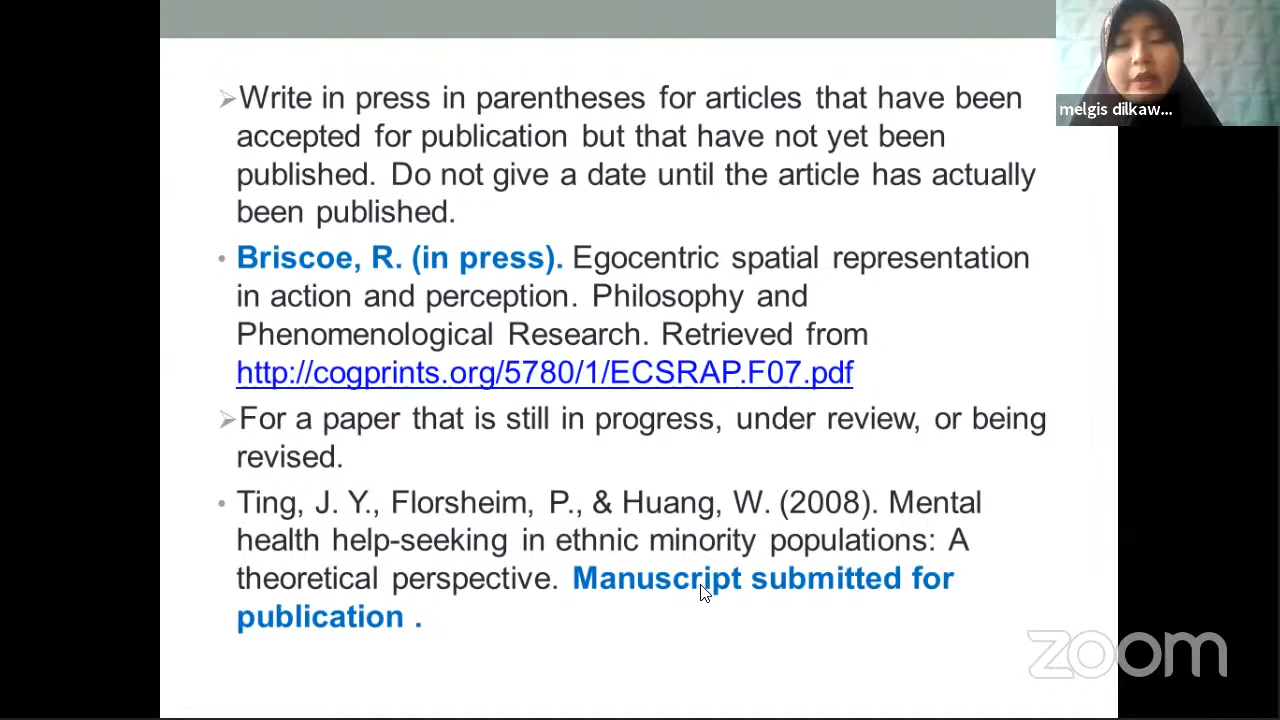 Write in press in parentheses for articles that have been
accepted for publication but that have not yet been
published. Do not give a date until the article has actually
been published.
Briscoe, R. (in press). Egocentric spatial representation
in action and perception. Philosophy and
Phenomenological Research. Retrieved from
http://cogprints.org/5780/1/ECSRAP.F07.pdf
For a paper that is still in progress, under review, or being
revised.
Ting, J. Y., Florsheim, P., & Huang, W. (2008). Mental
health help-seeking in ethnic minority populations: A
theoretical perspective. Manuscript submitted for
publication .
melgis dilkaw...
zoom